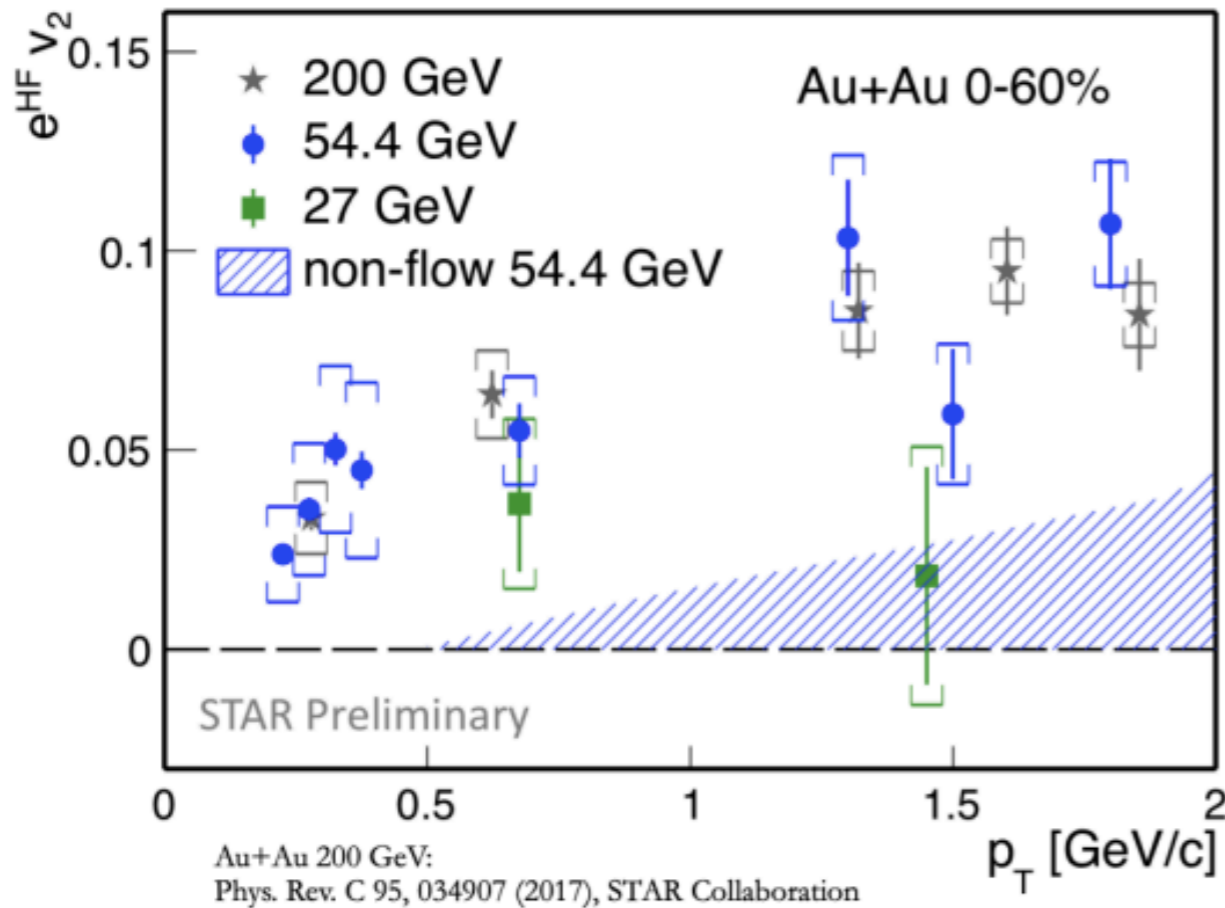 e^HF v_2
0.15
0.1
0.05
0
200 GeV
54.4 GeV
27 GeV
non-flow 54.4 GeV
Au+Au 0-60%
STAR Preliminary
0 0.5 1 1.5 2
p_T [GeV/c]
Au+Au 200 GeV:
Phys. Rev. C 95, 034907 (2017), STAR Collaboration